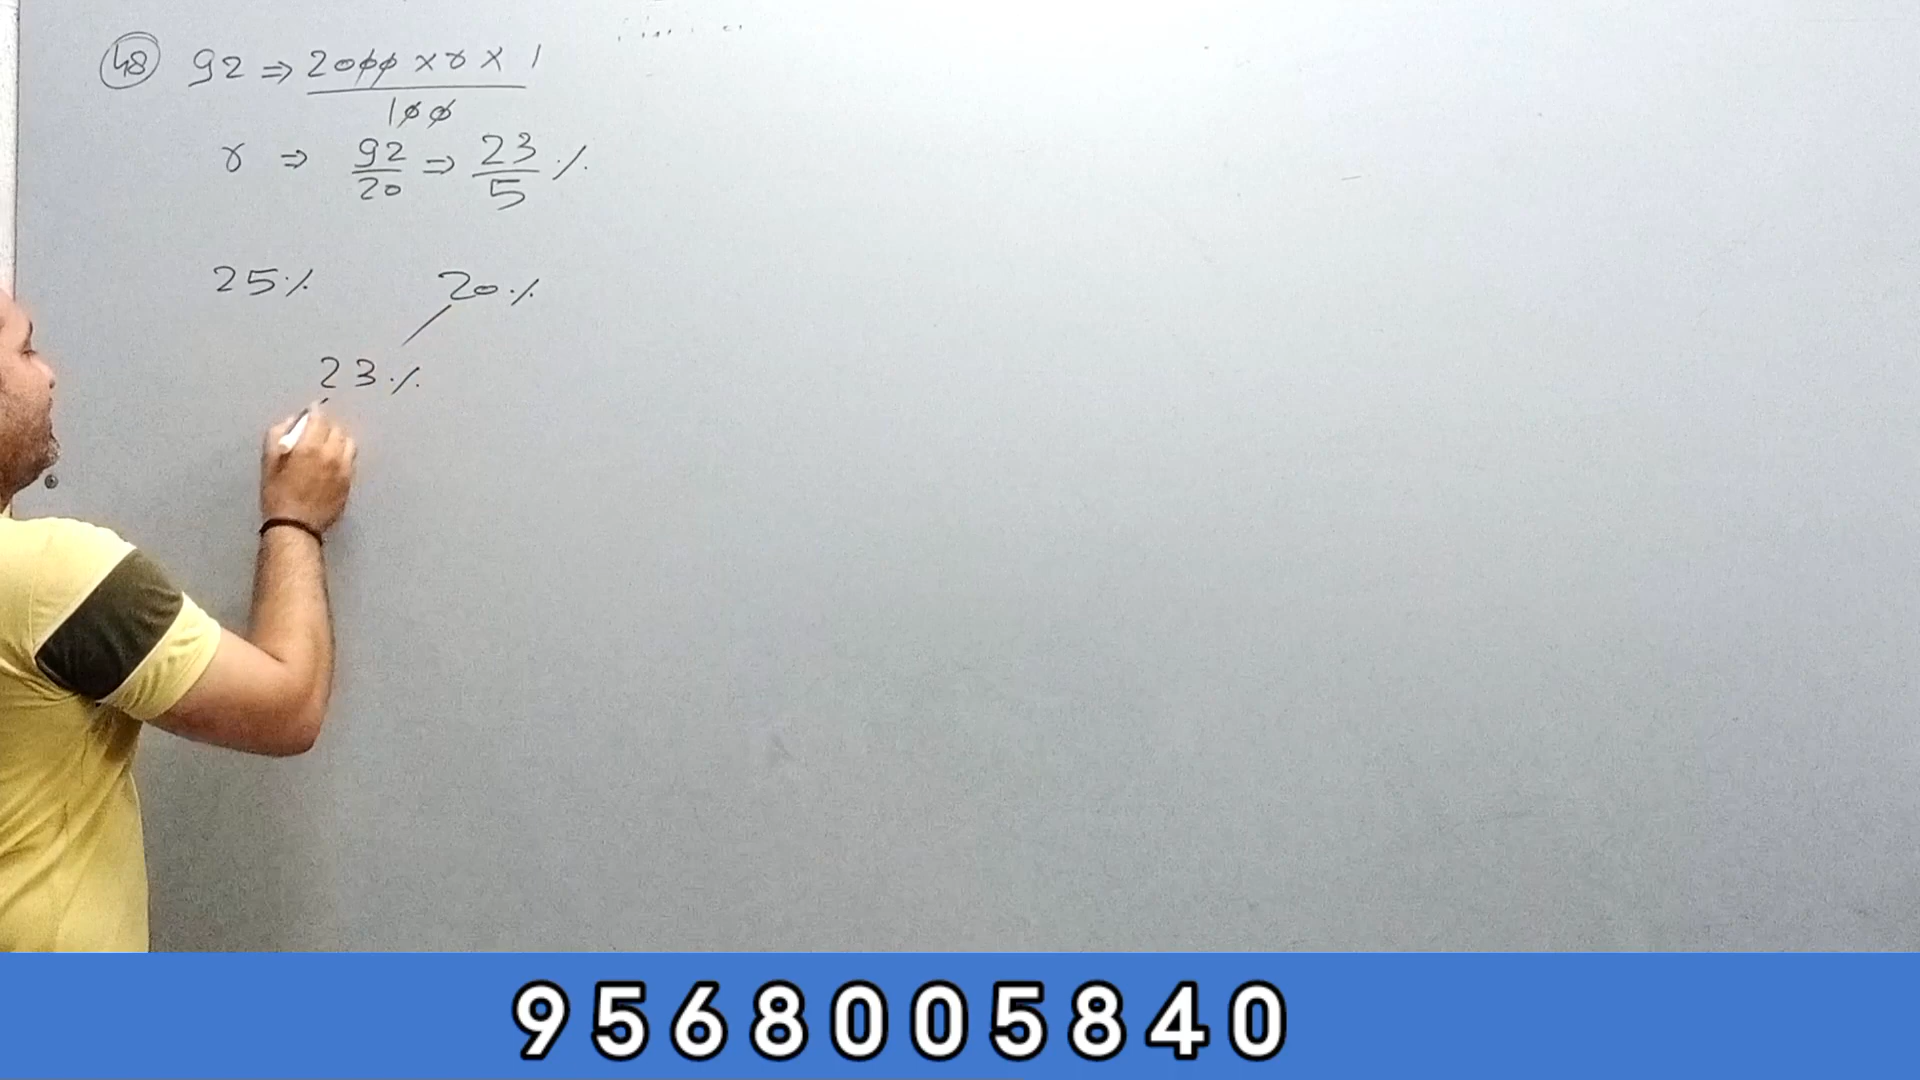 48 92 ⇒ 2000 × r × 1 / 100
r ⇒ 92/20 ⇒ 23/5 %
25% 20%
23%
9568005840